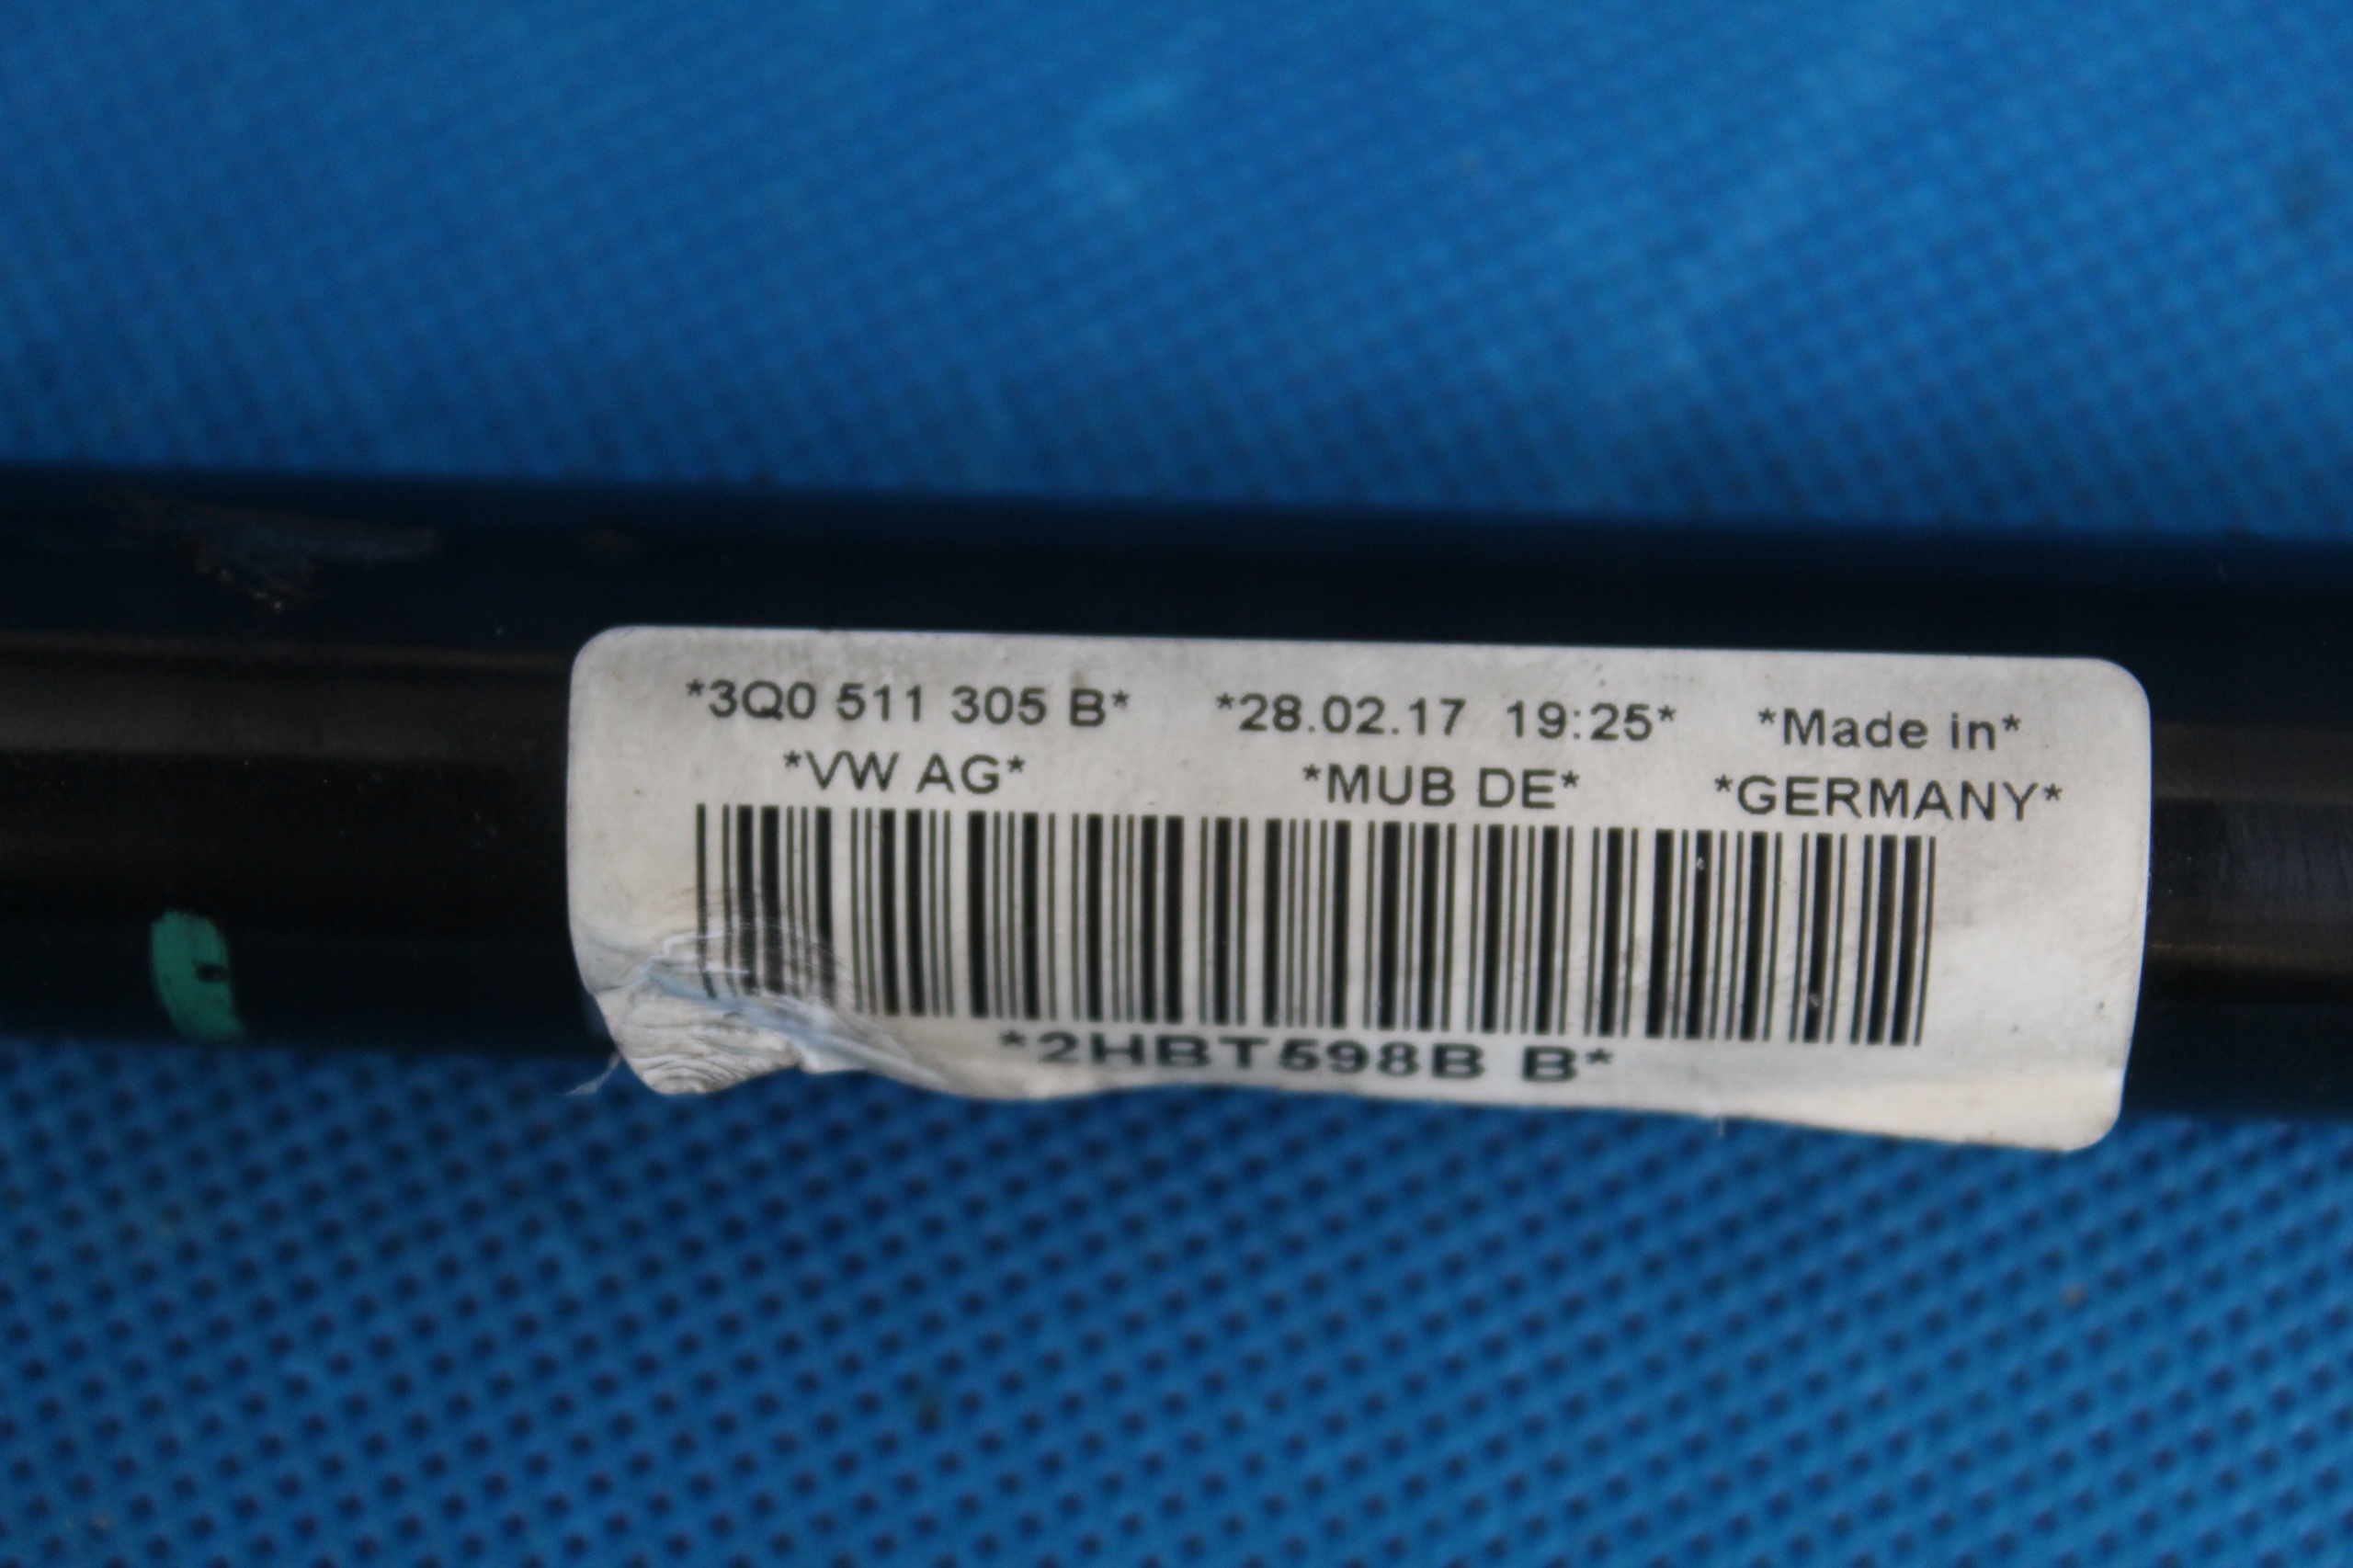 *3Q0 511 305 B* *28.02.17 19:25* *Made in*
*VW AG* *MUB DE* *GERMANY*
*2HBT598B B*